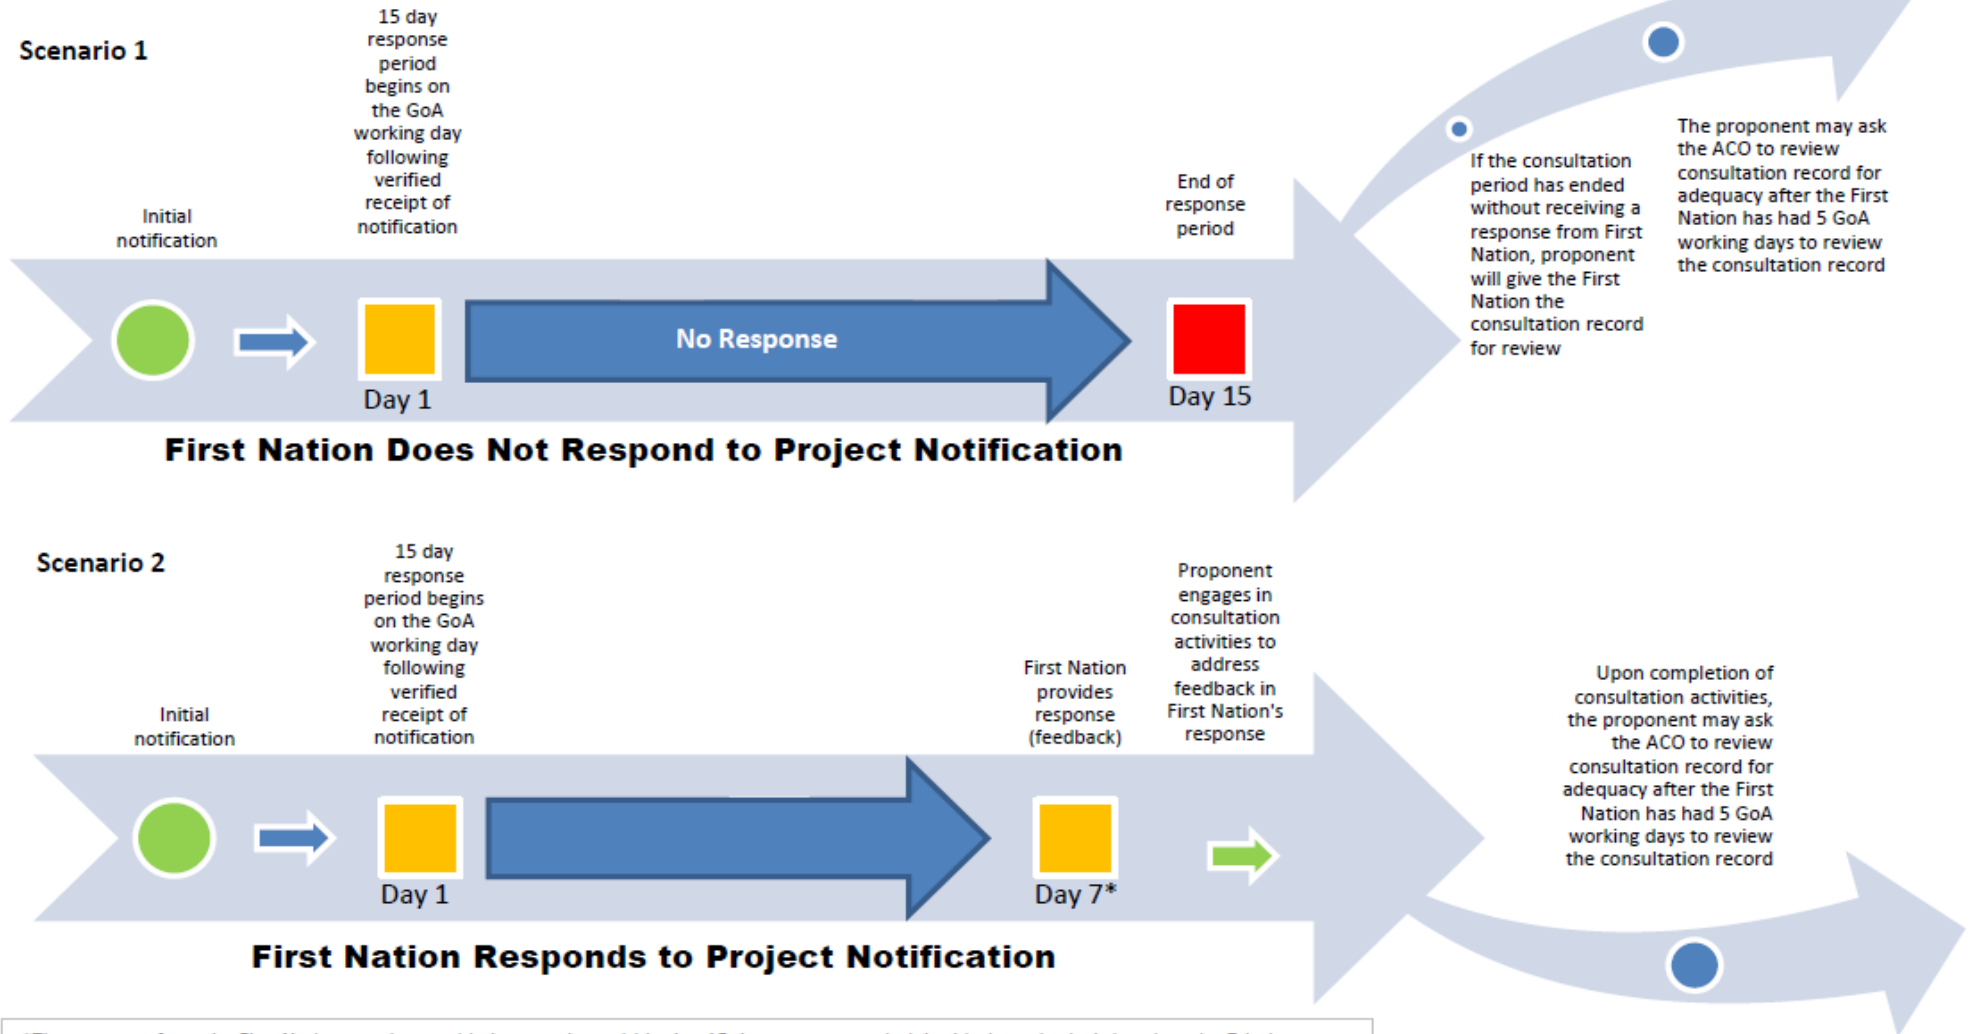 Scenario 1
Initial
notification
15 day
response
period
begins on
the GoA
working day
following
verified
receipt of
notification
Day 1
No Response
End of
response
period
Day 15
If the consultation
period has ended
without receiving a
response from First
Nation, proponent
will give the First
Nation the
consultation record
for review
The proponent may ask
the ACO to review
consultation record for
adequacy after the First
Nation has had 5 GoA
working days to review
the consultation record
First Nation Does Not Respond to Project Notification
Scenario 2
Initial
notification
15 day
response
period begins
on the GoA
working day
following
verified
receipt of
notification
Day 1
First Nation
provides
response
(feedback)
Day 7*
Proponent
engages in
consultation
activities to
address
feedback in
First Nation's
response
Upon completion of
consultation activities,
the proponent may ask
the ACO to review
consultation record for
adequacy after the First
Nation has had 5 GoA
working days to review
the consultation record
First Nation Responds to Project Notification